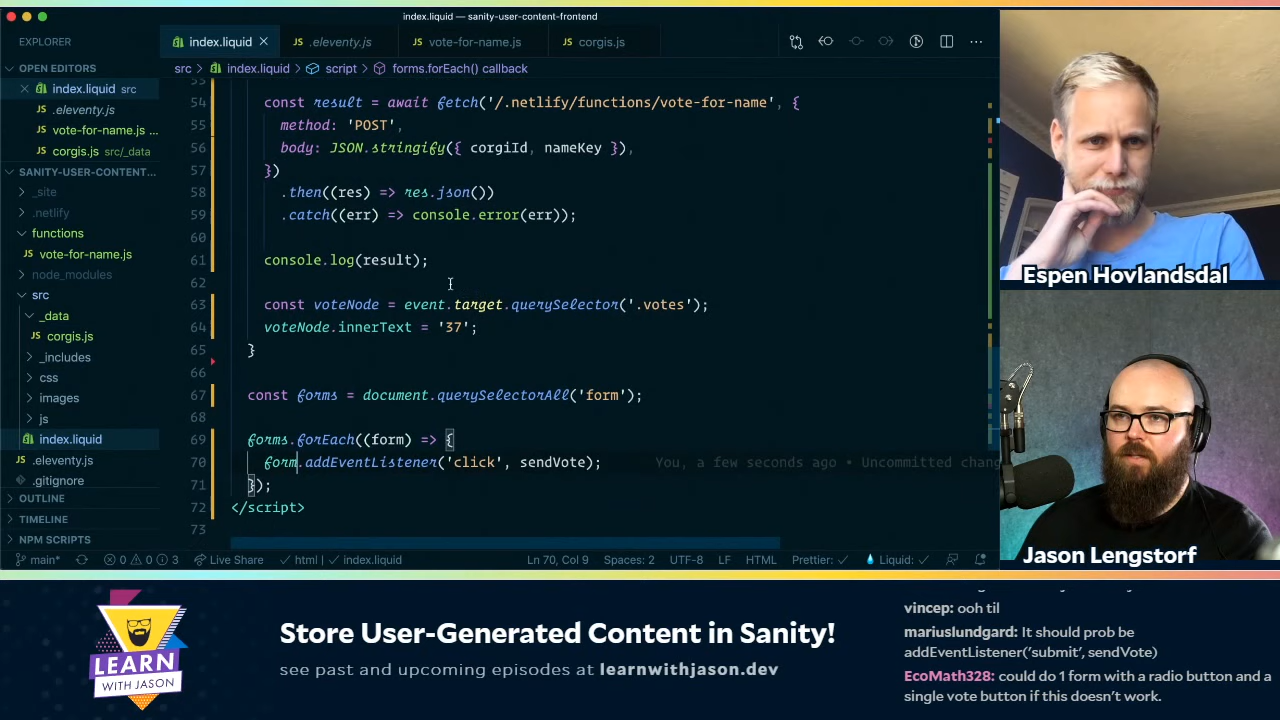 index.liquid — sanity-user-content-frontend
EXPLORER
index.liquid
.eleventy.js
vote-for-name.js
corgis.js
src > index.liquid > script > forms.forEach() callback
OPEN EDITORS
index.liquid src
.eleventy.js
vote-for-name.js ...
corgis.js src/_data
SANITY-USER-CONTENT...
_site
.netlify
functions
vote-for-name.js
node_modules
src
_data
corgis.js
_includes
css
images
js
index.liquid
.eleventy.js
.gitignore
OUTLINE
TIMELINE
NPM SCRIPTS
53
54 const result = await fetch('/.netlify/functions/vote-for-name', {
55 method: 'POST',
56 body: JSON.stringify({ corgiId, nameKey }),
57 })
58 .then((res) => res.json())
59 .catch((err) => console.error(err));
60
61 console.log(result);
62
63 const voteNode = event.target.querySelector('.votes');
64 voteNode.innerText = '37';
65 }
66
67 const forms = document.querySelectorAll('form');
68
69 forms.forEach((form) => {
70 form.addEventListener('click', sendVote); You, a few seconds ago • Uncommitted chang
71 });
72 </script>
73
main* 0 0 3 Live Share html | index.liquid Ln 70, Col 9 Spaces: 2 UTF-8 LF HTML Prettier: Liquid:
Espen Hovlandsdal
Jason Lengstorf
LEARN
WITH JASON
Store User-Generated Content in Sanity!
see past and upcoming episodes at learnwithjason.dev
vincep: ooh til
mariuslundgard: It should prob be
addEventListener('submit', sendVote)
EcoMath328: could do 1 form with a radio button and a
single vote button if this doesn't work.